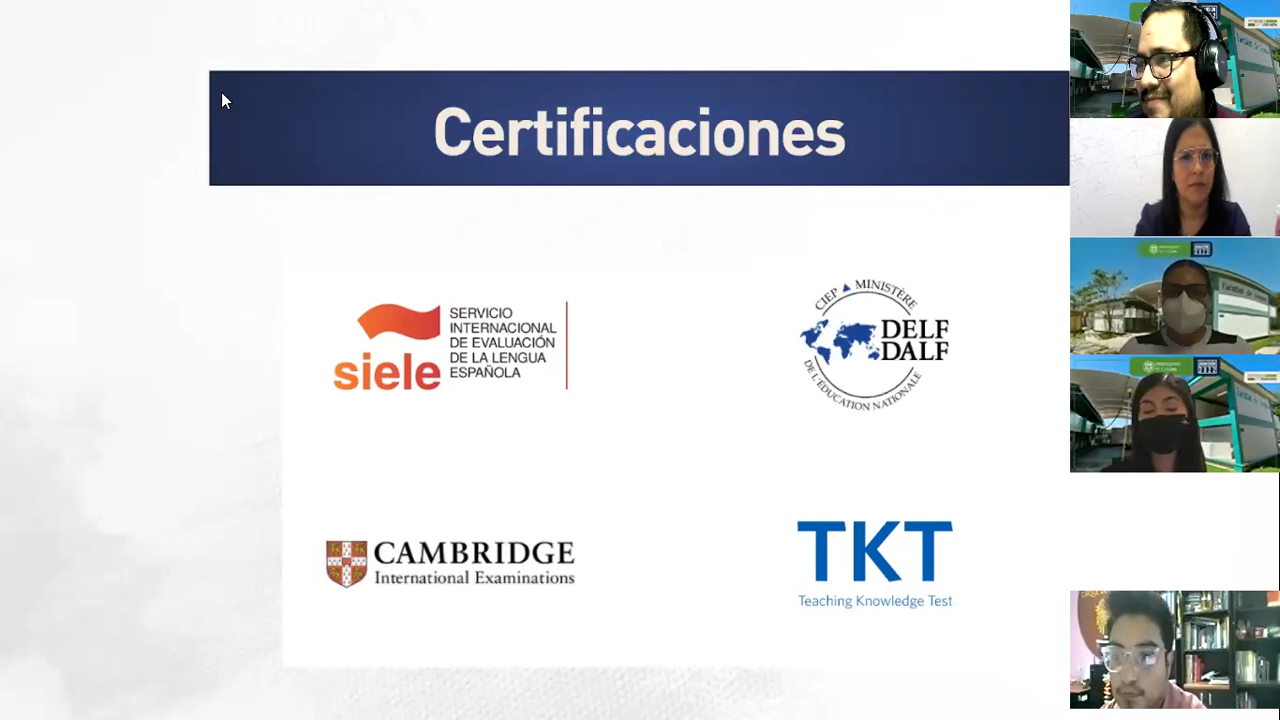 Certificaciones
siele
SERVICIO
INTERNACIONAL
DE EVALUACIÓN
DE LA LENGUA
ESPAÑOLA
CIEP MINISTÈRE
DELF
DALF
DE L'ÉDUCATION NATIONALE
CAMBRIDGE
International Examinations
TKT
Teaching Knowledge Test